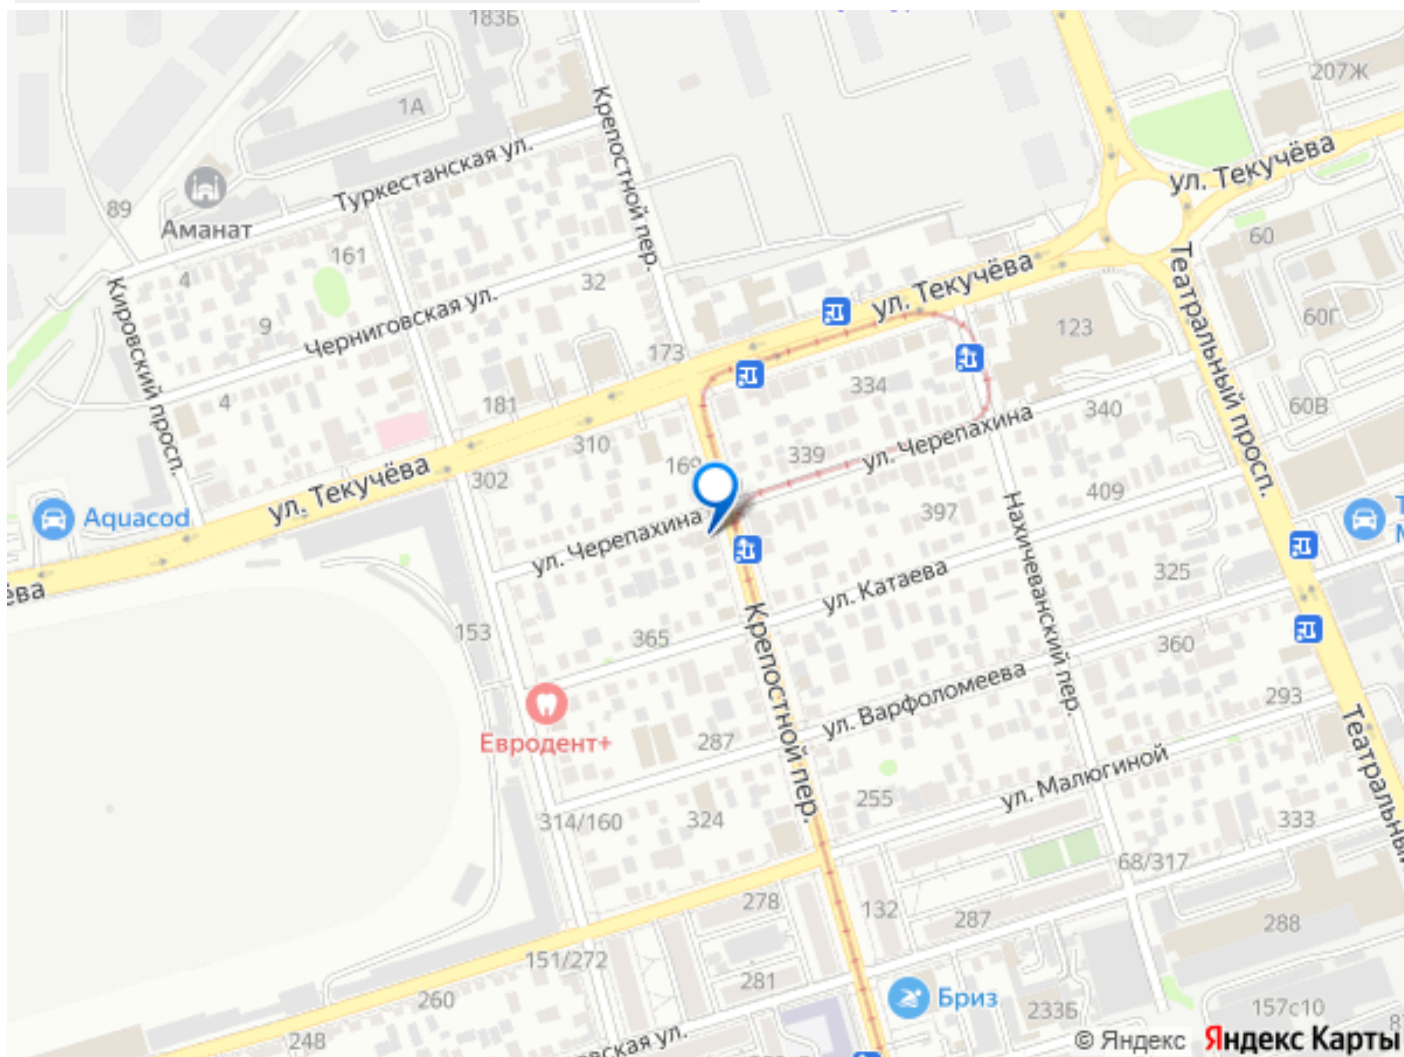 183Б
207Ж
1А
Крепостной пер.
Туркестанская ул.
ул. Текучёва
89
Аманат
161
4
32
60
Кировский просп.
Черниговская ул.
9
ул. Текучёва
Театральный просп.
60Г
123
173
334
4
181
310
340
60В
302
169
339
ул. Черепахина
ул. Текучёва
409
Aquacod
ул. Черепахина
397
Нахичеванский пер.
325
ул. Катаева
153
365
Крепостной пер.
360
ул. Варфоломеева
293
Евродент+
287
ул. Малюгиной
Театральный
255
314/160
324
333
68/317
278
132
287
288
151/272
281
260
Бриз
233Б
157с10
248
© Яндекс Яндекс Карты